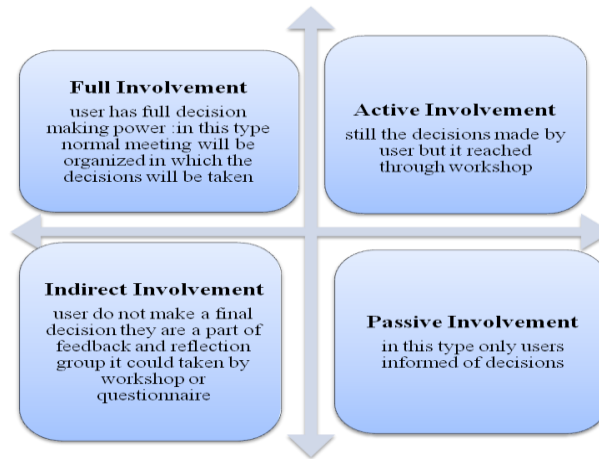 Full Involvement
user has full decision
making power :in this type
normal meeting will be
organized in which the
decisions will be taken
Active Involvement
still the decisions made by
user but it reached
through workshop
Indirect Involvement
user do not make a final
decision they are a part of
feedback and reflection
group it could taken by
workshop or
questionnaire
Passive Involvement
in this type only users
informed of decisions